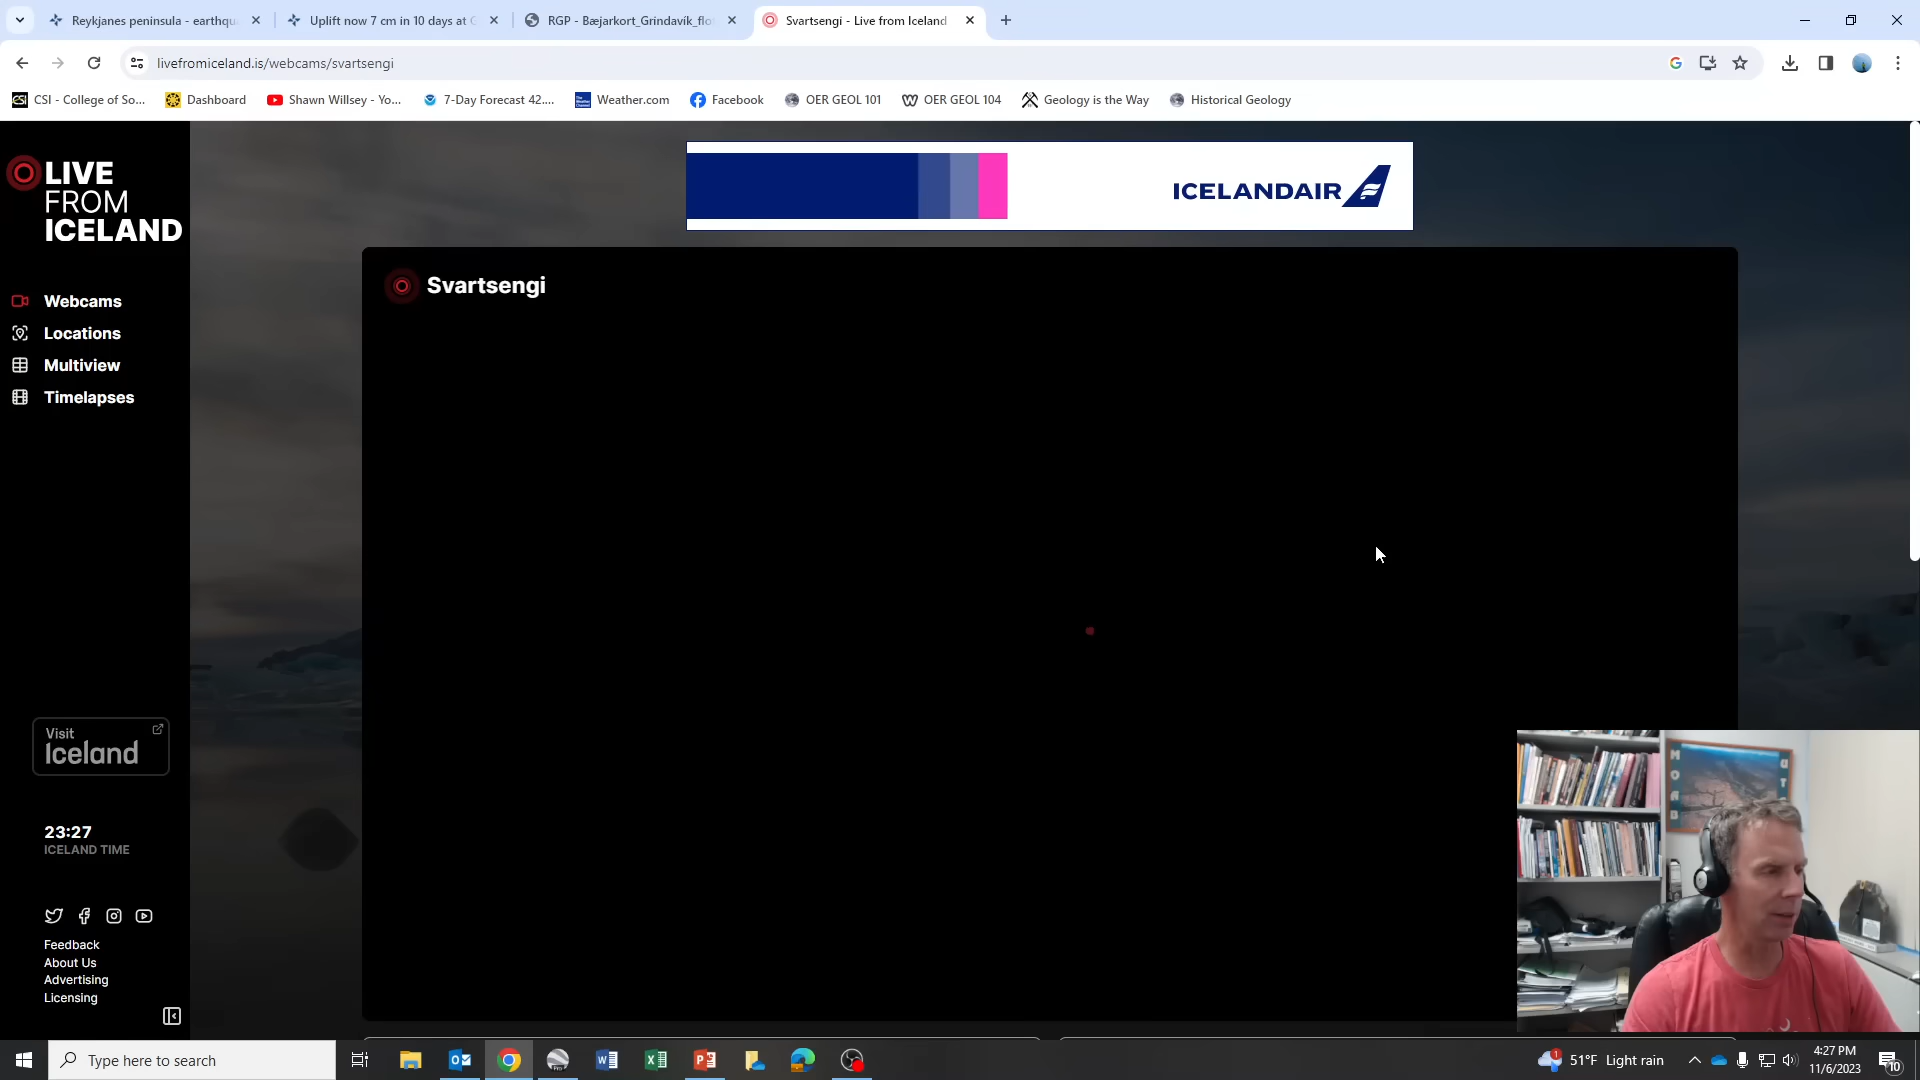 Reykjanes peninsula - earthqu
Uplift now 7 cm in 10 days at G
RGP - Bæjarkort_Grindavík_flot
Svartsengi - Live from Iceland
livefromiceland.is/webcams/svartsengi
CSI - College of So...
Dashboard
Shawn Willsey - Yo...
7-Day Forecast 42....
Weather.com
Facebook
OER GEOL 101
OER GEOL 104
Geology is the Way
Historical Geology
LIVE
FROM
ICELAND
ICELANDAIR
Svartsengi
Webcams
Locations
Multiview
Timelapses
Visit
Iceland
23:27
ICELAND TIME
Feedback
About Us
Advertising
Licensing
MOAB
UTAH
Type here to search
51°F Light rain
4:27 PM
11/6/2023
10